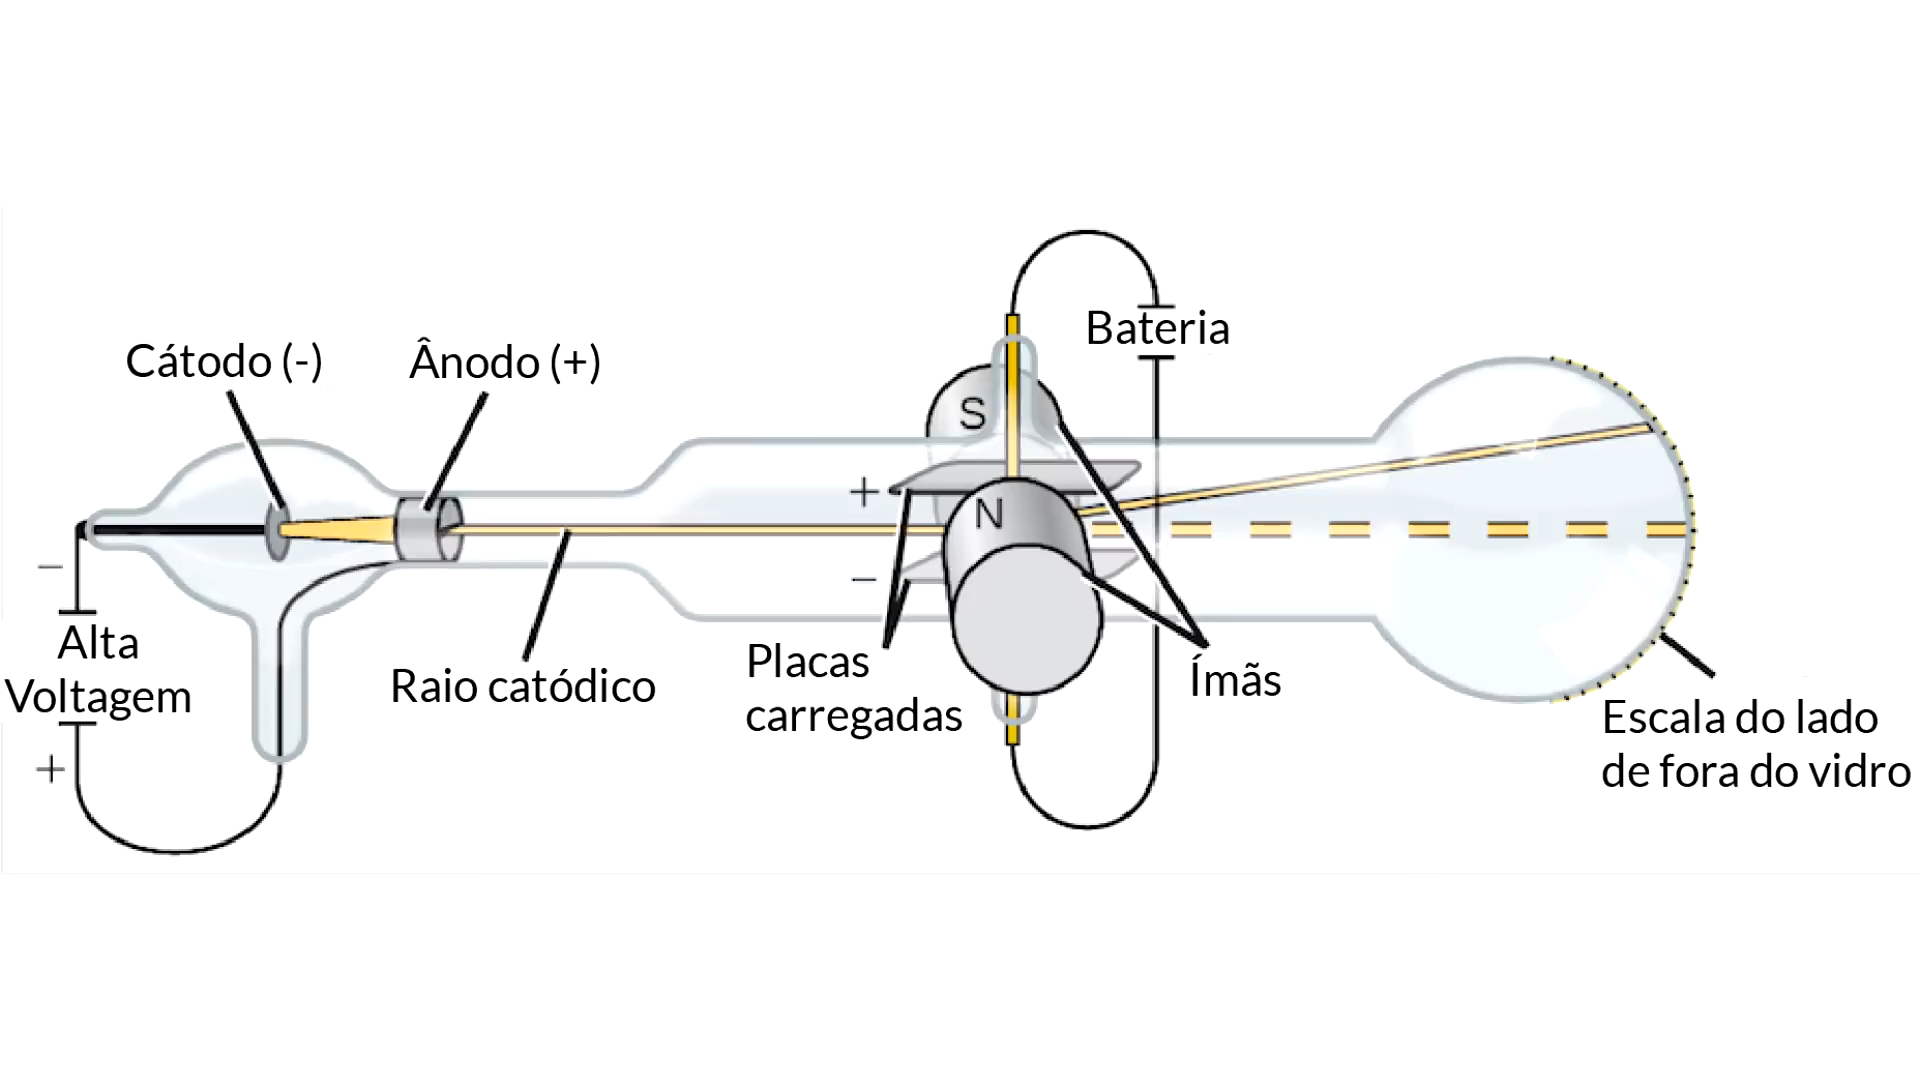 Bateria
Cátodo (-)
Ânodo (+)
S
+
N
−
−
Alta
Voltagem
+
Raio catódico
Placas
carregadas
Ímãs
Escala do lado
de fora do vidro